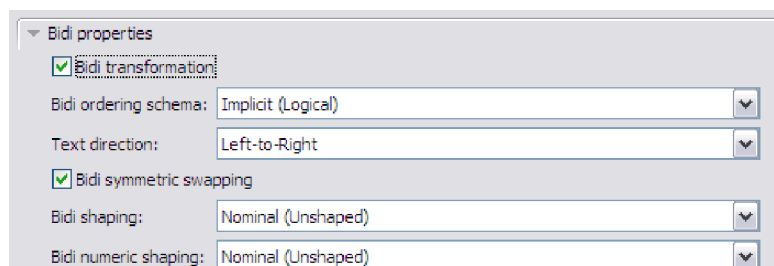 Bidi properties
Bidi transformation
Bidi ordering schema: Implicit (Logical)
Text direction: Left-to-Right
Bidi symmetric swapping
Bidi shaping: Nominal (Unshaped)
Bidi numeric shaping: Nominal (Unshaped)